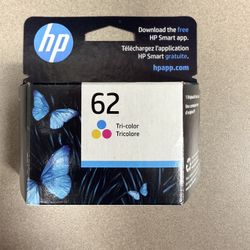 hp
Download the free
HP Smart app.
Téléchargez l'application
HP Smart gratuite.
hpapp.com
62
Tri-color
Tricolore